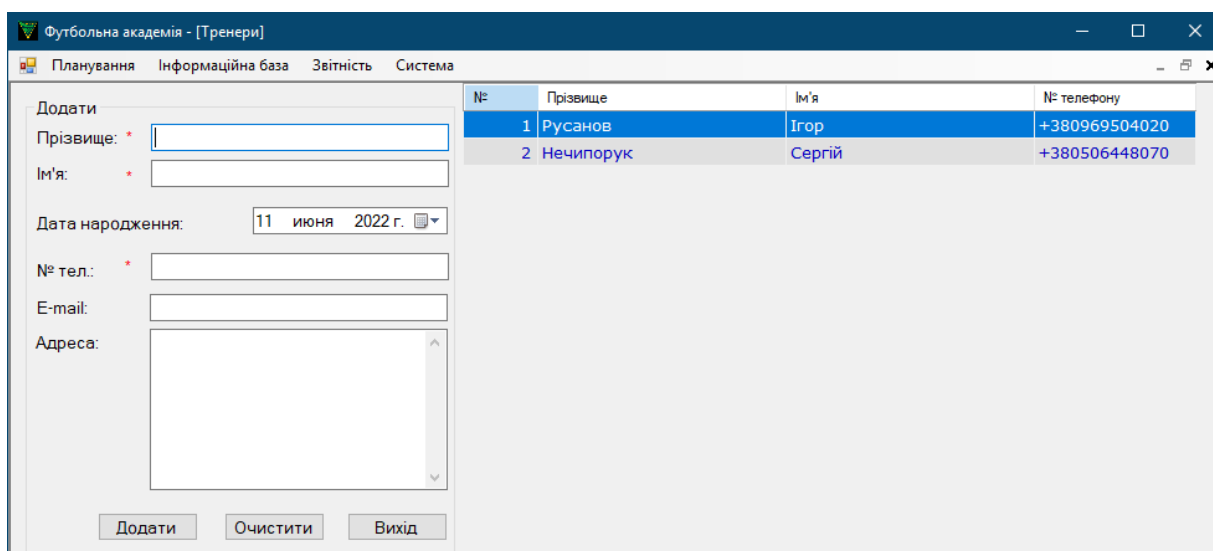 Футбольна академія - [Тренери]
Планування Інформаційна база Звітність Система
Додати
Прізвище: *
Ім'я: *
Дата народження: 11 июня 2022 г.
№ тел.: *
E-mail:
Адреса:
Додати Очистити Вихід
№ Прізвище Ім'я № телефону
1 Русанов Ігор +380969504020
2 Нечипорук Сергій +380506448070